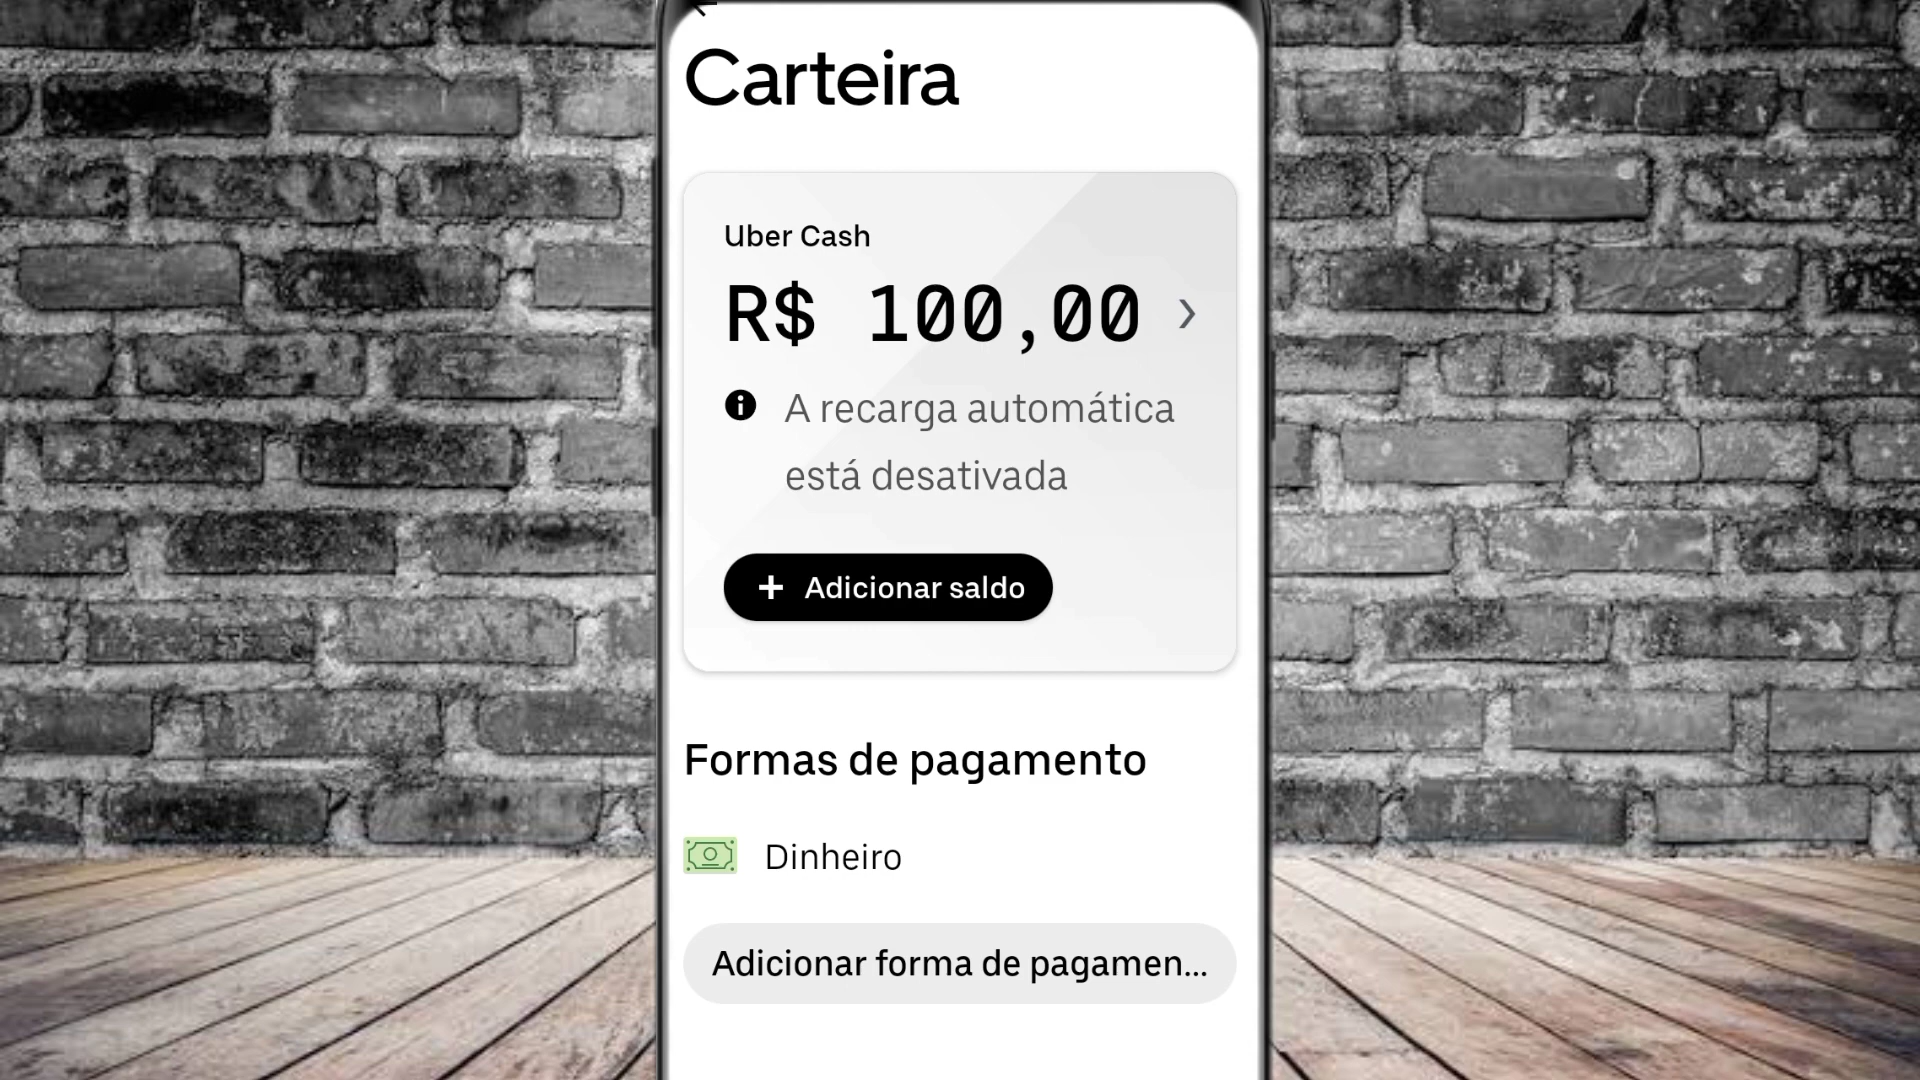 Carteira
Uber Cash
R$ 100,00
A recarga automática
está desativada
+ Adicionar saldo
Formas de pagamento
Dinheiro
Adicionar forma de pagamen...